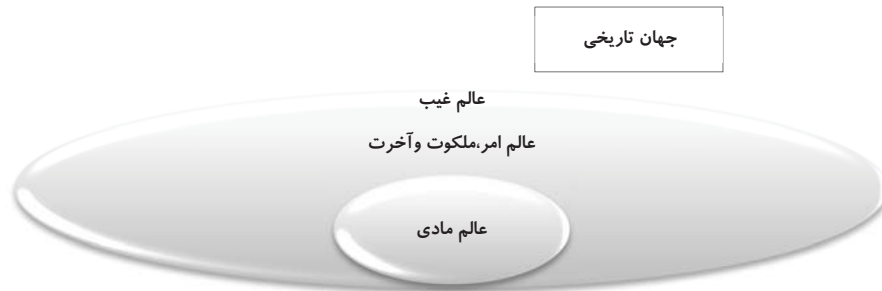 جهان تاریخی
عالم غیب
عالم امر،ملکوت وآخرت
عالم مادی